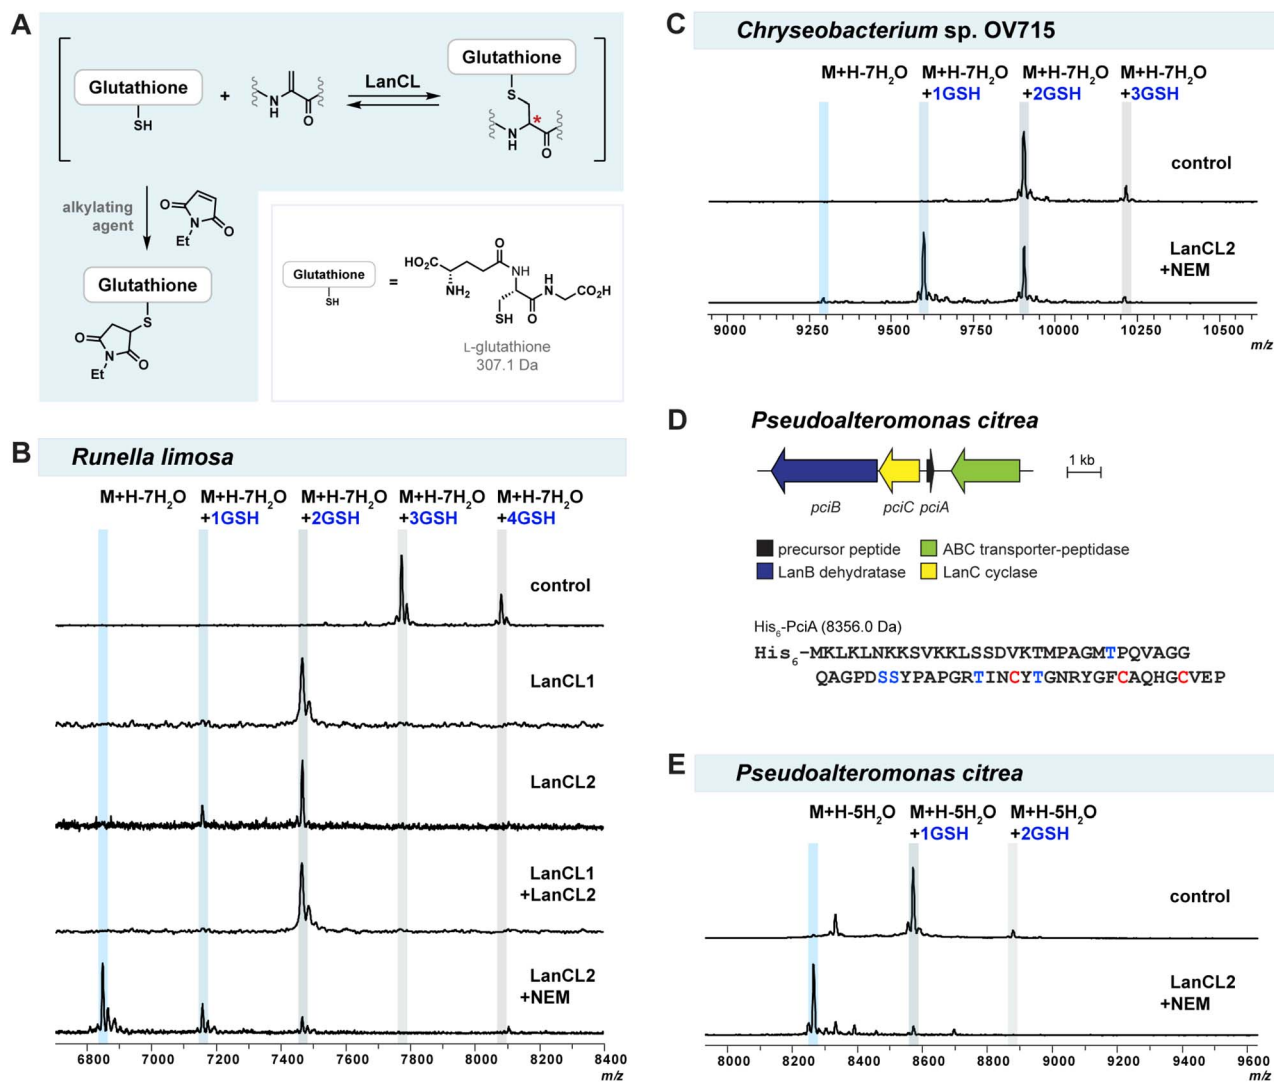 A
Glutathione
SH
+
N
H
O
LanCL
Glutathione
S
*
N
H
O
alkylating
agent
O
N
O
Et
Glutathione
S
O
N
O
Et
Glutathione
SH
=
HO2C
NH2
O
NH
SH
O
H
N
CO2H
L-glutathione
307.1 Da
B
Runella limosa
M+H-7H2O
M+H-7H2O
+1GSH
M+H-7H2O
+2GSH
M+H-7H2O
+3GSH
M+H-7H2O
+4GSH
control
LanCL1
LanCL2
LanCL1
+LanCL2
LanCL2
+NEM
6800 7000 7200 7400 7600 7800 8000 8200 8400
m/z
C
Chryseobacterium sp. OV715
M+H-7H2O
M+H-7H2O
+1GSH
M+H-7H2O
+2GSH
M+H-7H2O
+3GSH
control
LanCL2
+NEM
9000 9250 9500 9750 10000 10250 10500
m/z
D
Pseudoalteromonas citrea
1 kb
pciB pciC pciA
precursor peptide
ABC transporter-peptidase
LanB dehydratase
LanC cyclase
His6-PciA (8356.0 Da)
His6-MKLKLNKKSVKKLSSDVKTMPAGMTPQVAGG
QAGPDSSYPAPGRTINCYTGNRYGFCAQHGCVEP
E
Pseudoalteromonas citrea
M+H-5H2O
M+H-5H2O
+1GSH
M+H-5H2O
+2GSH
control
LanCL2
+NEM
8000 8200 8400 8600 8800 9000 9200 9400 9600
m/z